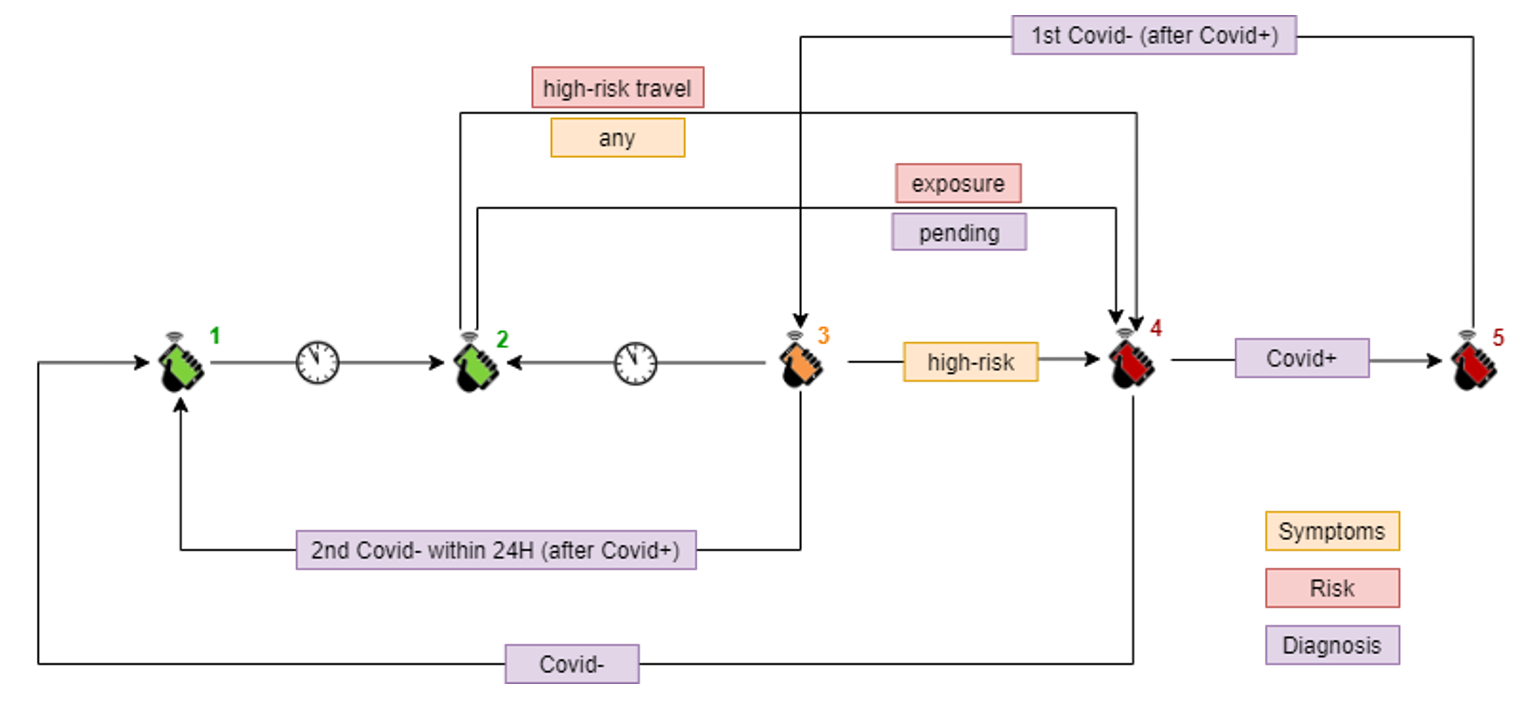 1st Covid- (after Covid+)
high-risk travel
any
exposure
pending
1
2
3
4
5
high-risk
Covid+
2nd Covid- within 24H (after Covid+)
Symptoms
Risk
Diagnosis
Covid-